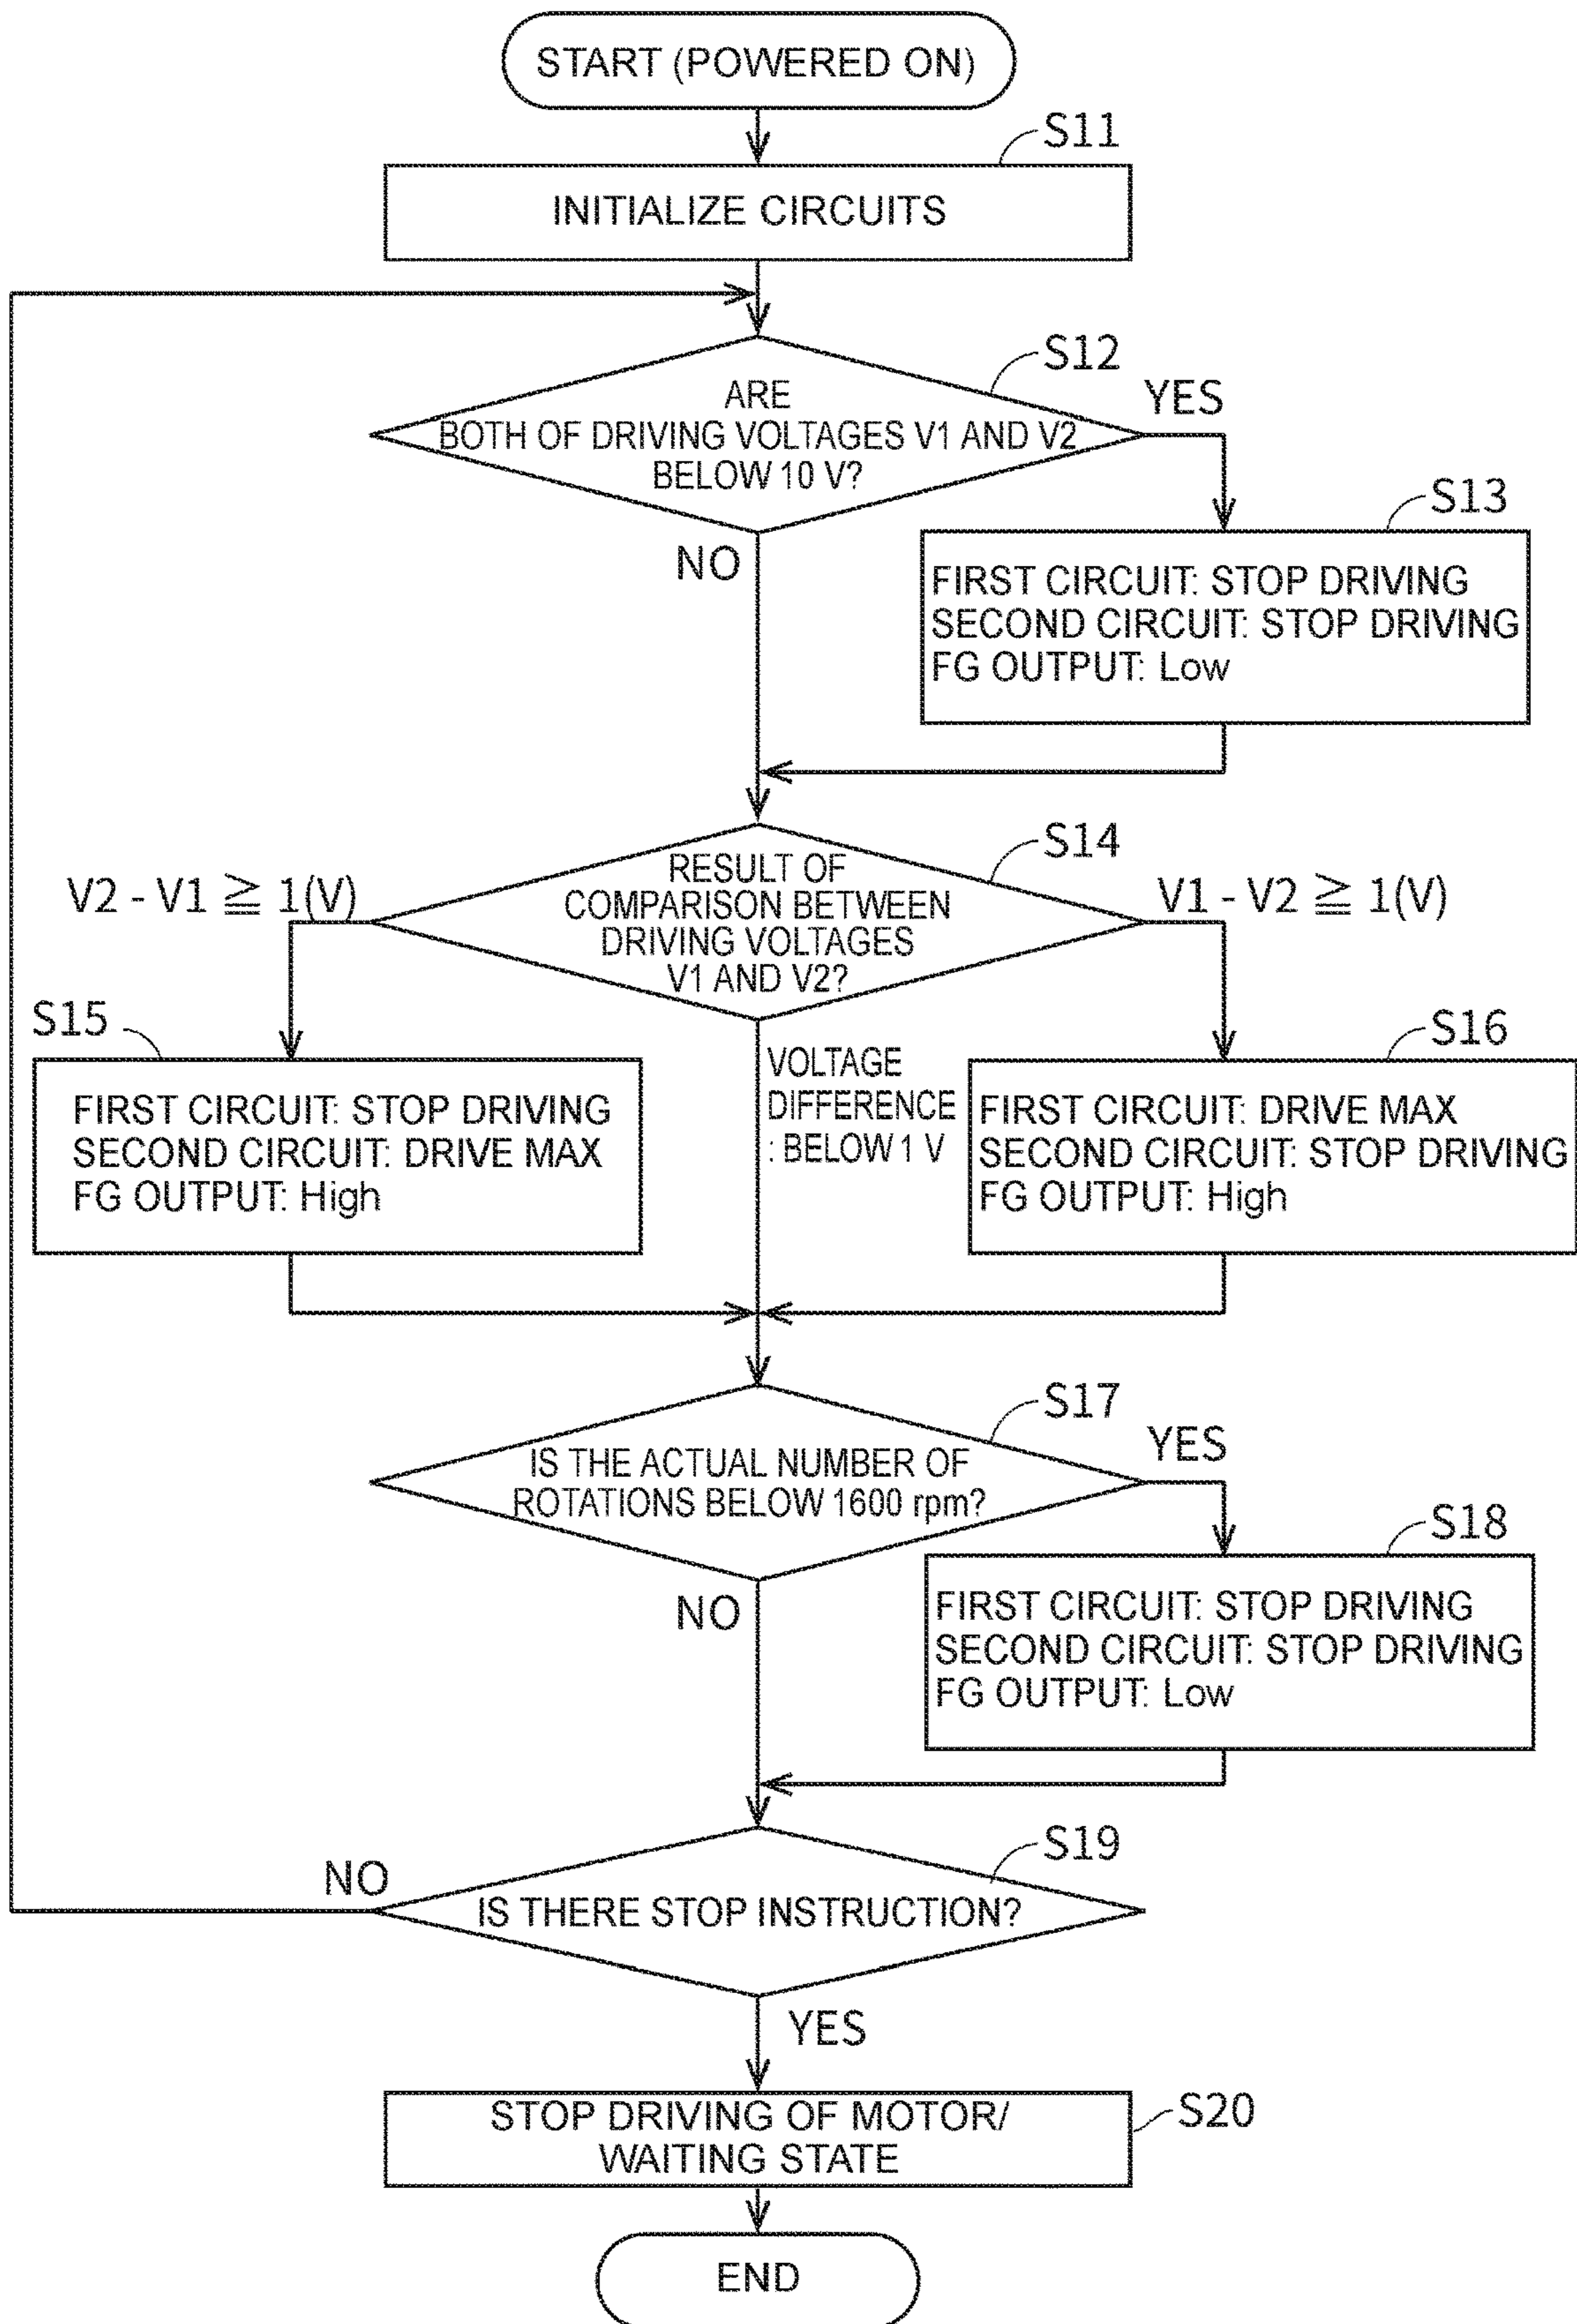 START (POWERED ON)
S11
INITIALIZE CIRCUITS
S12
ARE
BOTH OF DRIVING VOLTAGES V1 AND V2
BELOW 10 V?
YES
NO
S13
FIRST CIRCUIT: STOP DRIVING
SECOND CIRCUIT: STOP DRIVING
FG OUTPUT: Low
S14
RESULT OF
COMPARISON BETWEEN
DRIVING VOLTAGES
V1 AND V2?
V2 - V1 ≧ 1(V)
V1 - V2 ≧ 1(V)
S15
FIRST CIRCUIT: STOP DRIVING
SECOND CIRCUIT: DRIVE MAX
FG OUTPUT: High
VOLTAGE
DIFFERENCE
: BELOW 1 V
S16
FIRST CIRCUIT: DRIVE MAX
SECOND CIRCUIT: STOP DRIVING
FG OUTPUT: High
S17
IS THE ACTUAL NUMBER OF
ROTATIONS BELOW 1600 rpm?
YES
NO
S18
FIRST CIRCUIT: STOP DRIVING
SECOND CIRCUIT: STOP DRIVING
FG OUTPUT: Low
S19
NO
IS THERE STOP INSTRUCTION?
YES
S20
STOP DRIVING OF MOTOR/
WAITING STATE
END